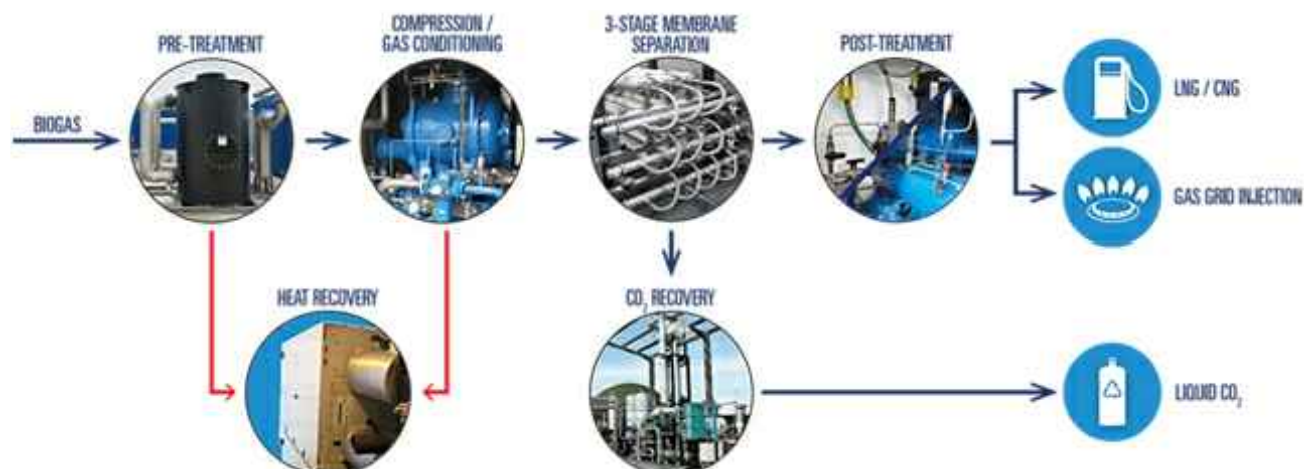 BIOGAS
PRE-TREATMENT
COMPRESSION /
GAS CONDITIONING
3-STAGE MEMBRANE
SEPARATION
POST-TREATMENT
LNG / CNG
GAS GRID INJECTION
HEAT RECOVERY
CO₂ RECOVERY
LIQUID CO₂